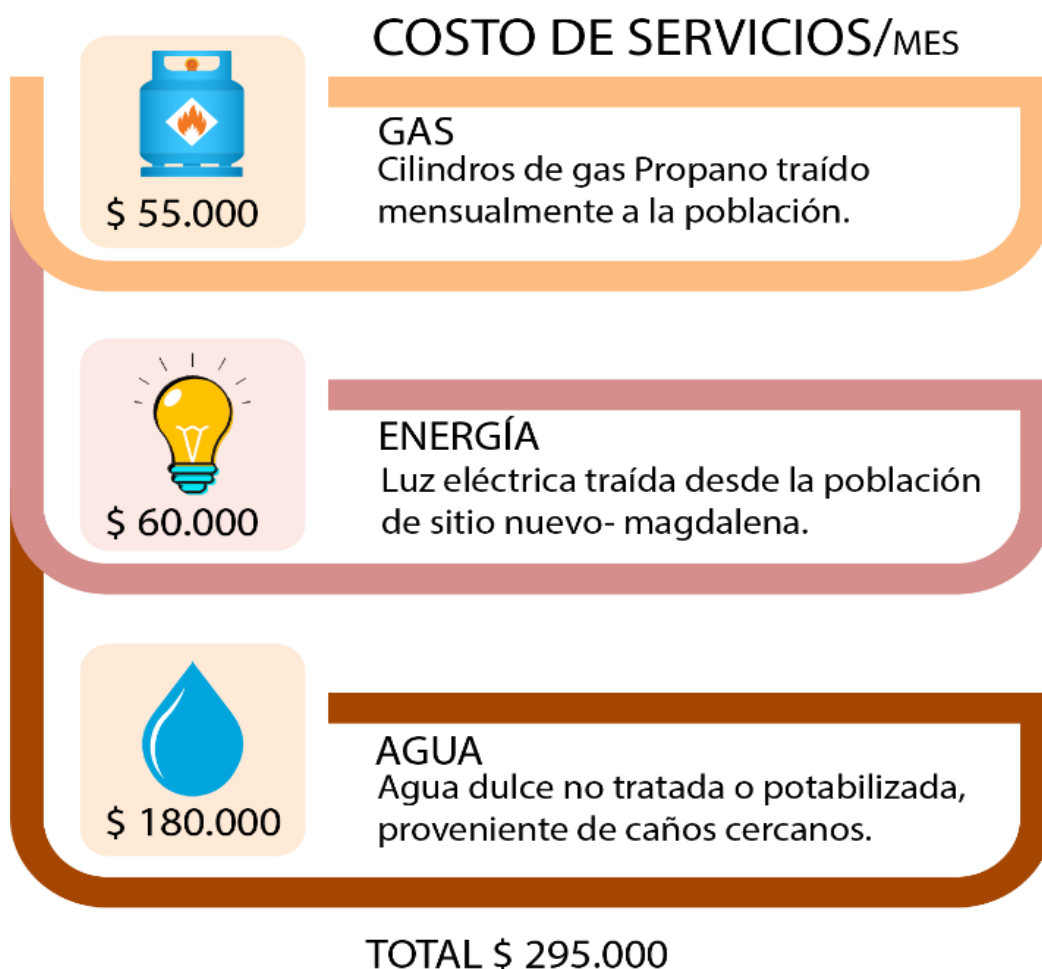 COSTO DE SERVICIOS/MES
$ 55.000
GAS
Cilindros de gas Propano traído
mensualmente a la población.
$ 60.000
ENERGÍA
Luz eléctrica traída desde la población
de sitio nuevo- magdalena.
$ 180.000
AGUA
Agua dulce no tratada o potabilizada,
proveniente de caños cercanos.
TOTAL $ 295.000